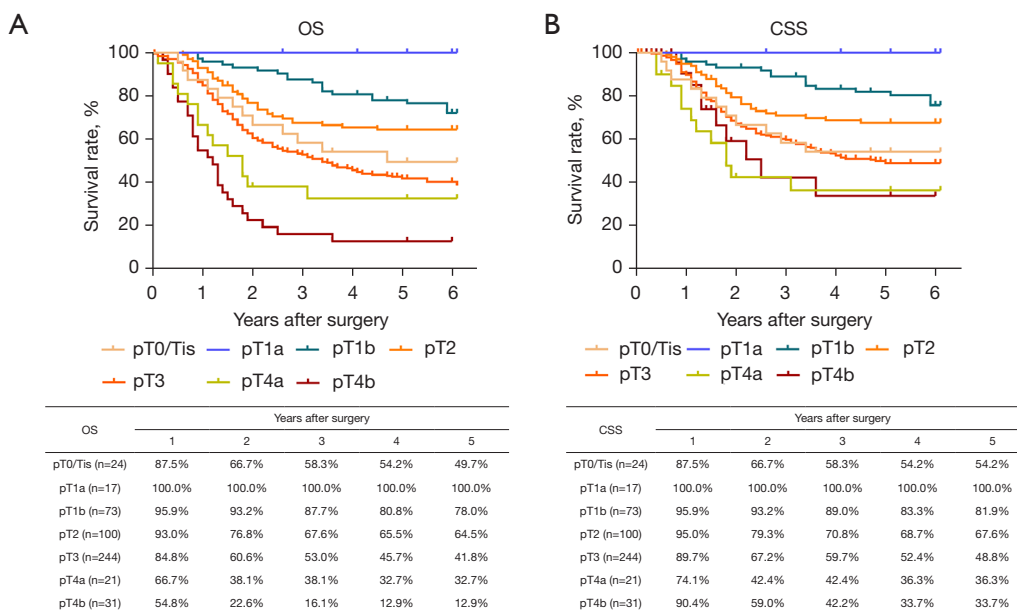 A
OS
100
80
60
40
20
0
Survival rate, %
0 1 2 3 4 5 6
Years after surgery
pT0/Tis pT1a pT1b pT2
pT3 pT4a pT4b
OS
Years after surgery
1 2 3 4 5
pT0/Tis (n=24) 87.5% 66.7% 58.3% 54.2% 49.7%
pT1a (n=17) 100.0% 100.0% 100.0% 100.0% 100.0%
pT1b (n=73) 95.9% 93.2% 87.7% 80.8% 78.0%
pT2 (n=100) 93.0% 76.8% 67.6% 65.5% 64.5%
pT3 (n=244) 84.8% 60.6% 53.0% 45.7% 41.8%
pT4a (n=21) 66.7% 38.1% 38.1% 32.7% 32.7%
pT4b (n=31) 54.8% 22.6% 16.1% 12.9% 12.9%
B
CSS
100
80
60
40
20
0
Survival rate, %
0 1 2 3 4 5 6
Years after surgery
pT0/Tis pT1a pT1b pT2
pT3 pT4a pT4b
CSS
Years after surgery
1 2 3 4 5
pT0/Tis (n=24) 87.5% 66.7% 58.3% 54.2% 54.2%
pT1a (n=17) 100.0% 100.0% 100.0% 100.0% 100.0%
pT1b (n=73) 95.9% 93.2% 89.0% 83.3% 81.9%
pT2 (n=100) 95.0% 79.3% 70.8% 68.7% 67.6%
pT3 (n=244) 89.7% 67.2% 59.7% 52.4% 48.8%
pT4a (n=21) 74.1% 42.4% 42.4% 36.3% 36.3%
pT4b (n=31) 90.4% 59.0% 42.2% 33.7% 33.7%